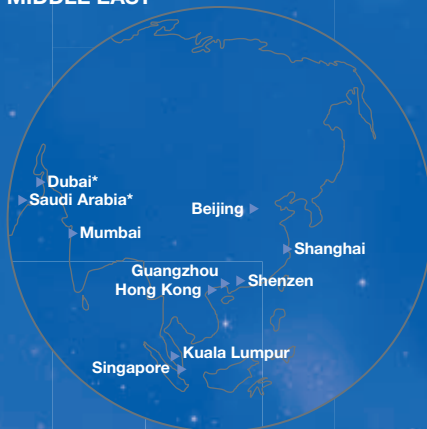 MIDDLE EAST
Dubai*
Saudi Arabia*
Beijing
Mumbai
Shanghai
Guangzhou
Shenzen
Hong Kong
Kuala Lumpur
Singapore